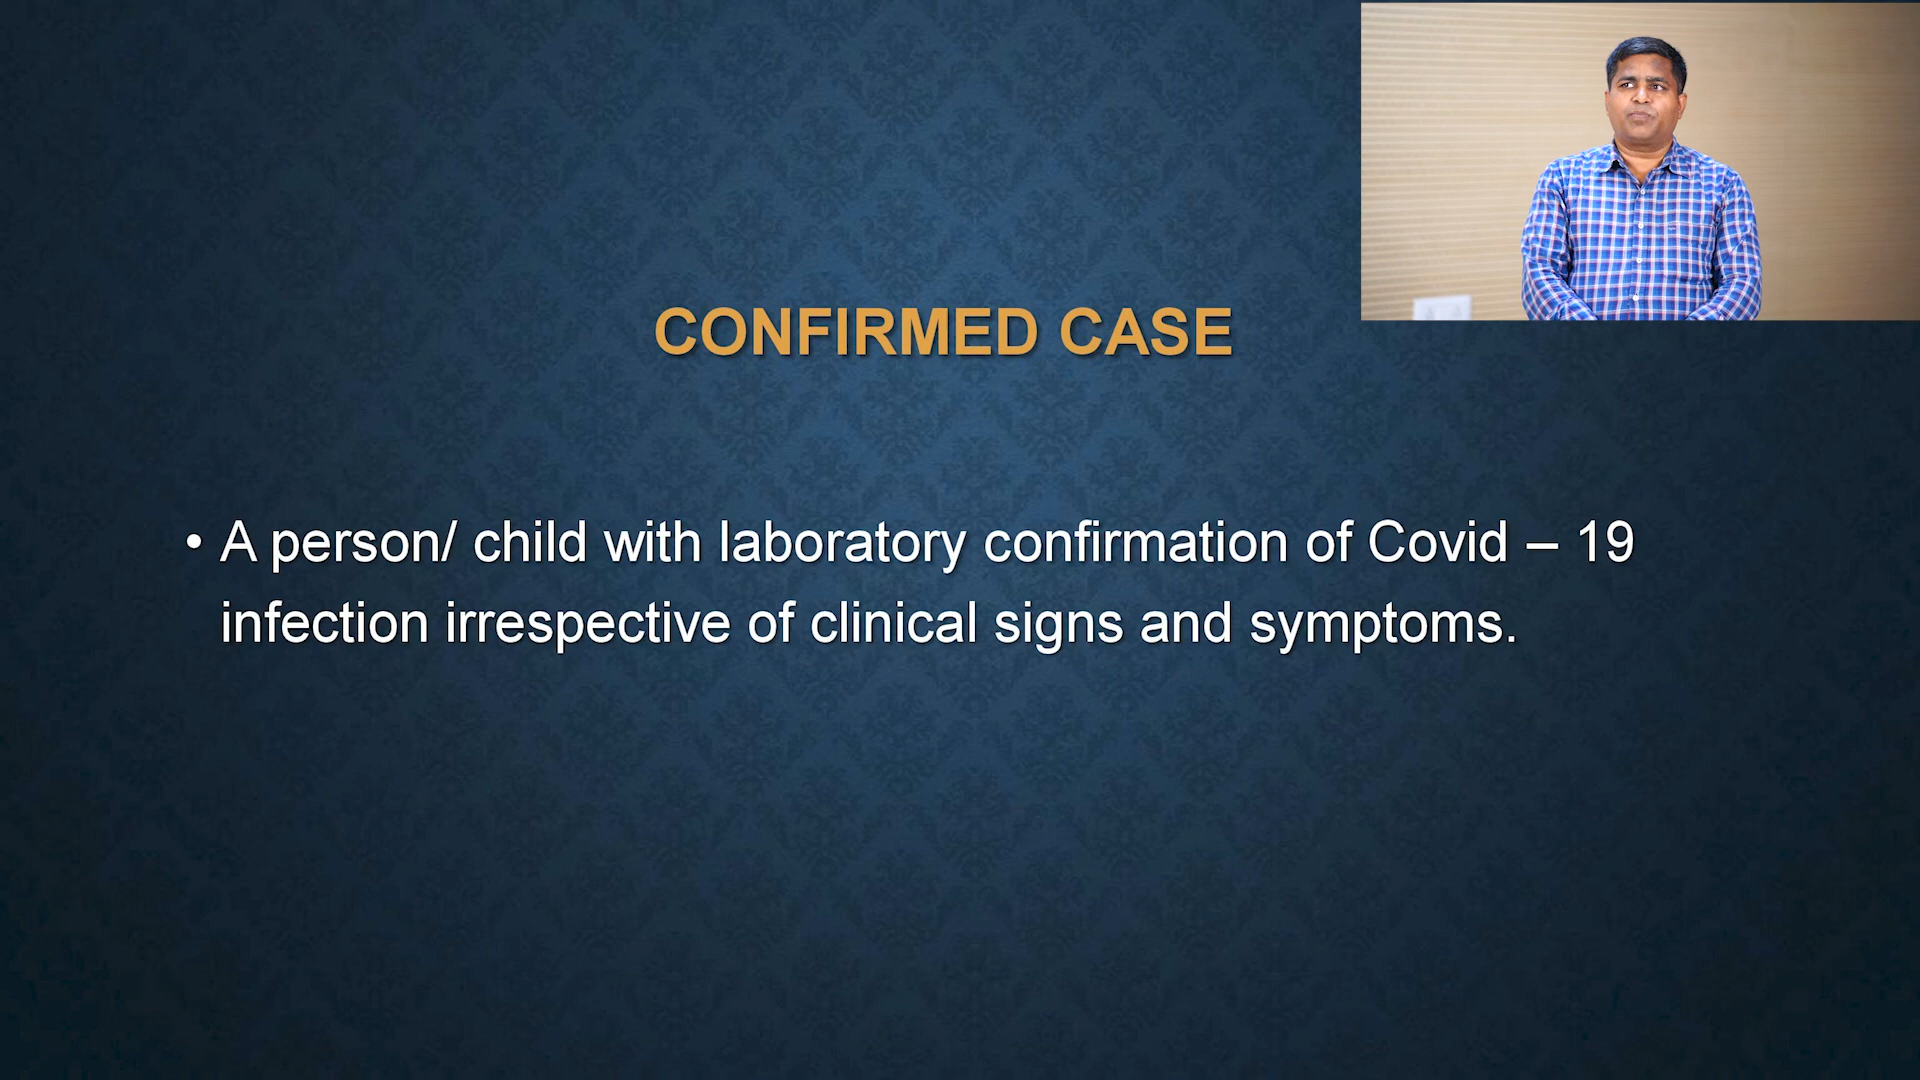 CONFIRMED CASE
• A person/ child with laboratory confirmation of Covid – 19
infection irrespective of clinical signs and symptoms.